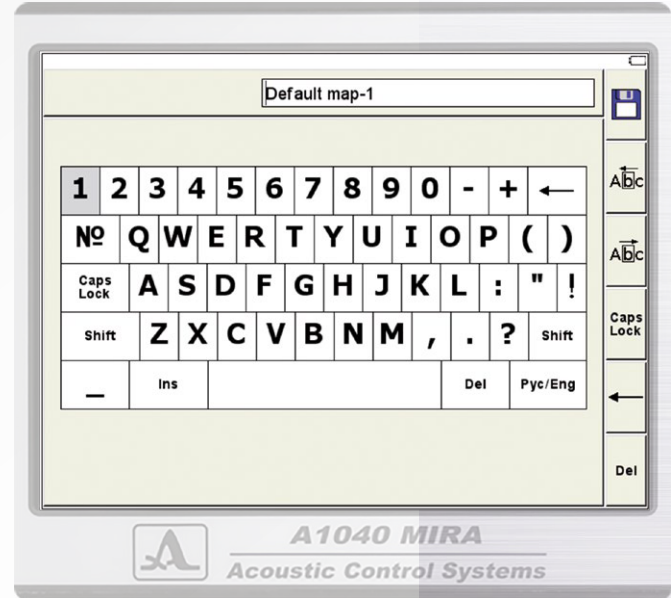 Default map-1
1 2 3 4 5 6 7 8 9 0 - + ←
№ Q W E R T Y U I O P ( )
Caps Lock A S D F G H J K L : " !
Shift Z X C V B N M , . ? Shift
_ Ins Del Рус/Eng
Abc
Abc
Caps
Lock
←
Del
A1040 MIRA
Acoustic Control Systems